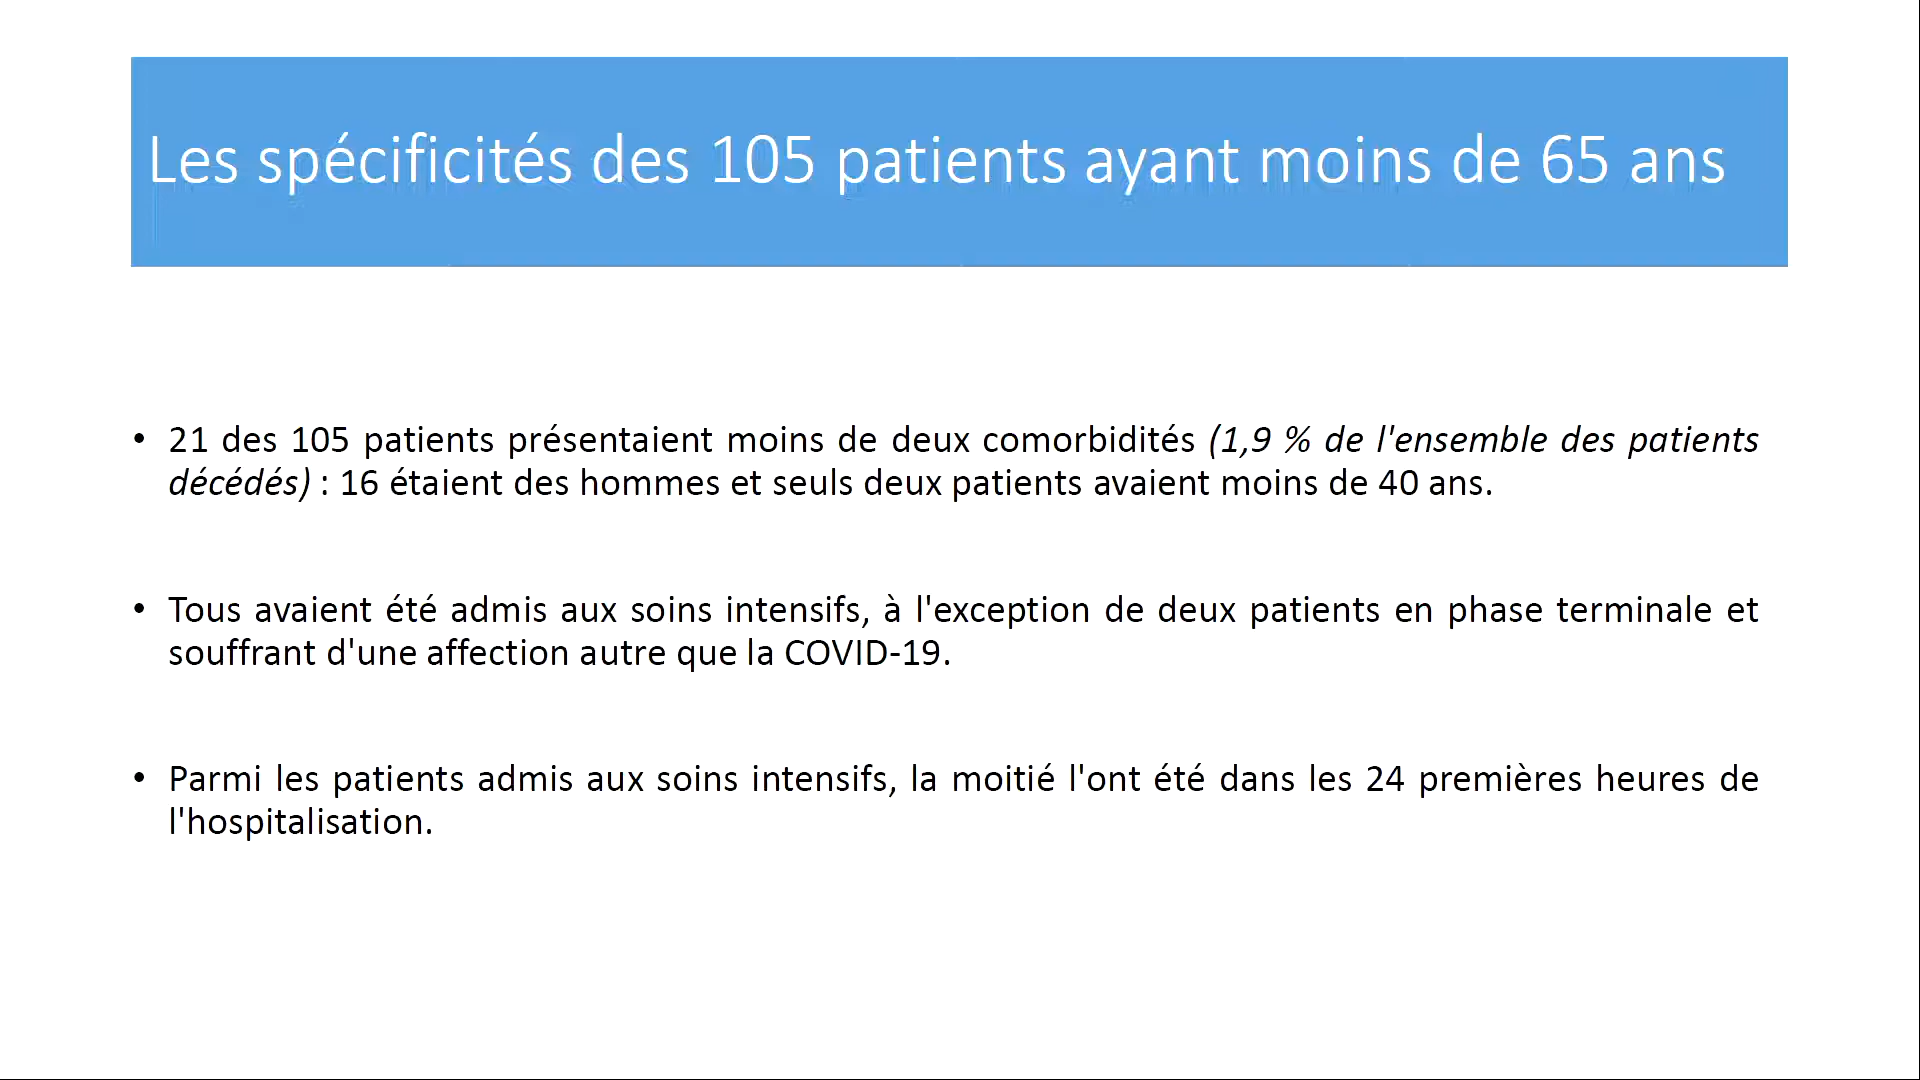 Les spécificités des 105 patients ayant moins de 65 ans
• 21 des 105 patients présentaient moins de deux comorbidités (1,9 % de l'ensemble des patients
décédés) : 16 étaient des hommes et seuls deux patients avaient moins de 40 ans.
• Tous avaient été admis aux soins intensifs, à l'exception de deux patients en phase terminale et
souffrant d'une affection autre que la COVID-19.
• Parmi les patients admis aux soins intensifs, la moitié l'ont été dans les 24 premières heures de
l'hospitalisation.